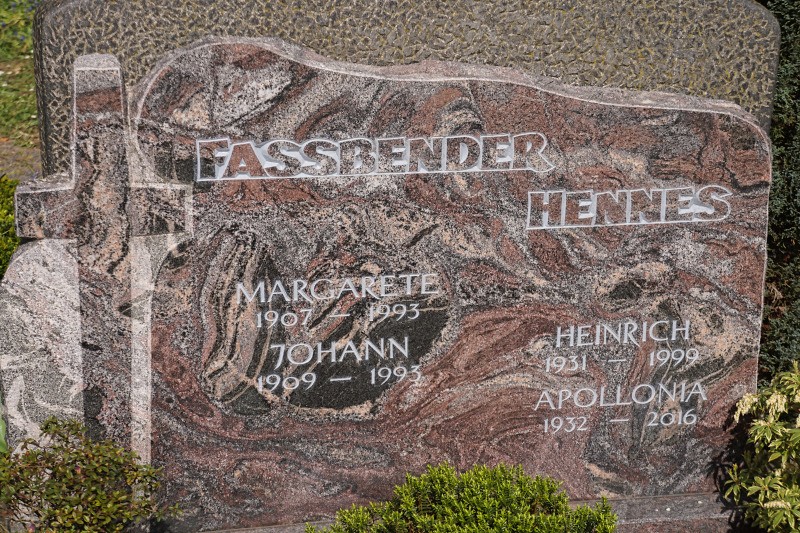 FASSBENDER
HENNES
MARGARETE
1907 – 1993
JOHANN
1909 – 1993
HEINRICH
1931 – 1999
APOLLONIA
1932 – 2016